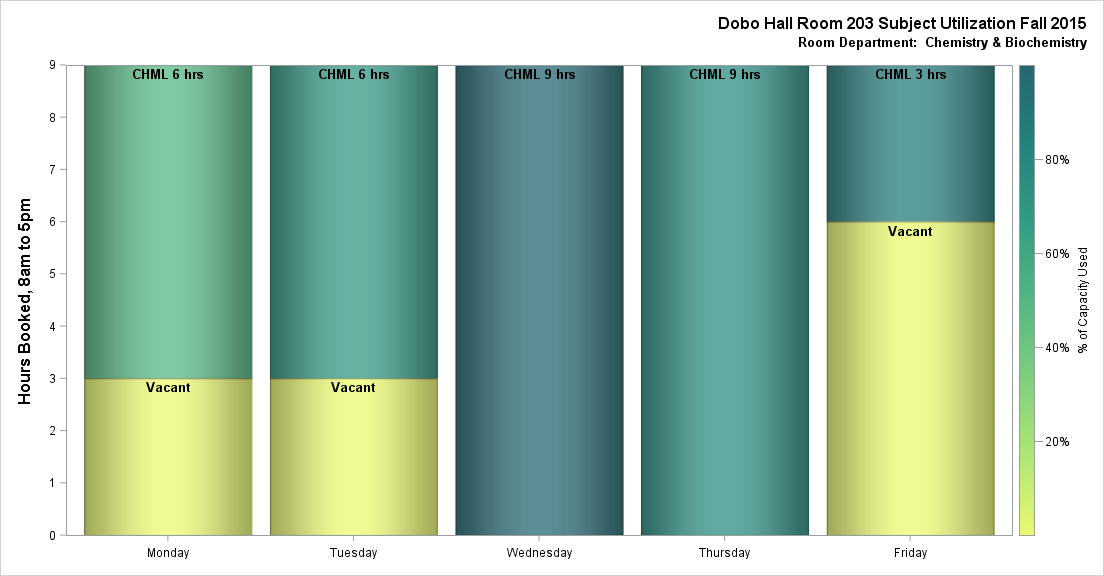 Dobo Hall Room 203 Subject Utilization Fall 2015
Room Department:  Chemistry & Biochemistry
Hours Booked, 8am to 5pm
9
8
7
6
5
4
3
2
1
0
CHML 6 hrs
Vacant
CHML 6 hrs
Vacant
CHML 9 hrs
CHML 9 hrs
CHML 3 hrs
Vacant
Monday
Tuesday
Wednesday
Thursday
Friday
80%
60%
40%
20%
% of Capacity Used